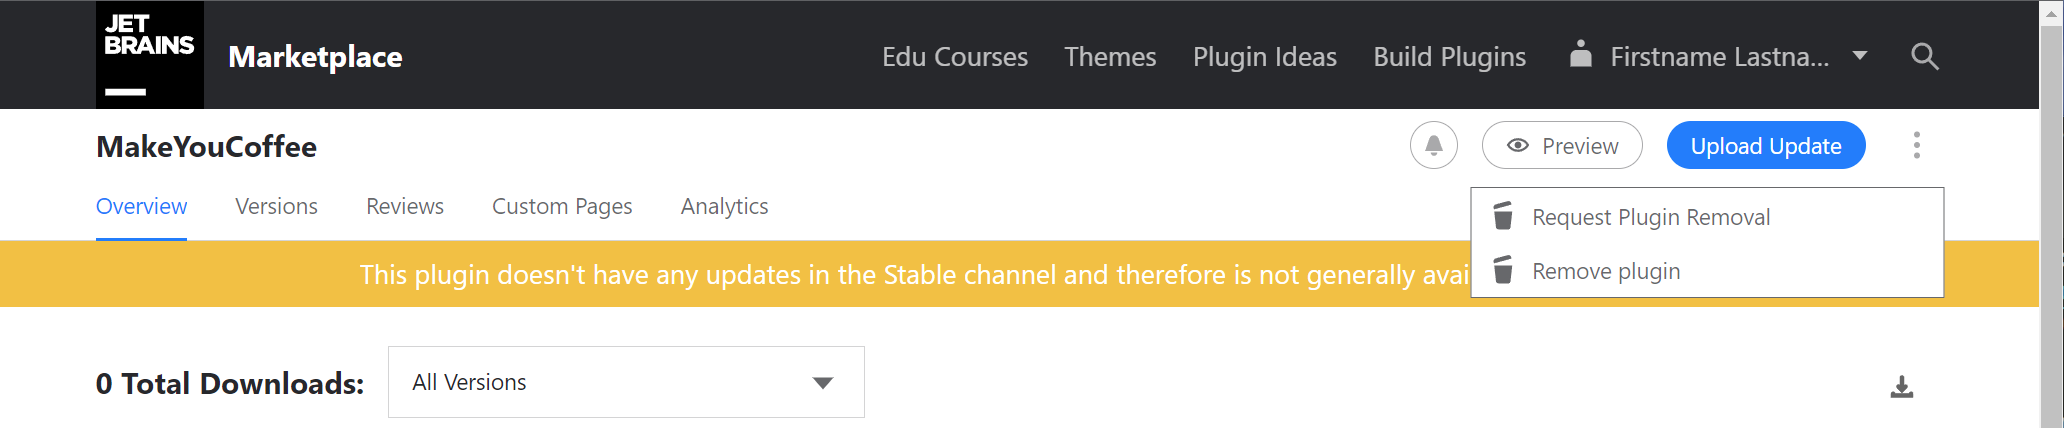 JET
BRAINS
Marketplace
Edu Courses
Themes
Plugin Ideas
Build Plugins
Firstname Lastna...
MakeYouCoffee
Preview
Upload Update
Overview
Versions
Reviews
Custom Pages
Analytics
Request Plugin Removal
Remove plugin
This plugin doesn't have any updates in the Stable channel and therefore is not generally avai
0 Total Downloads:
All Versions